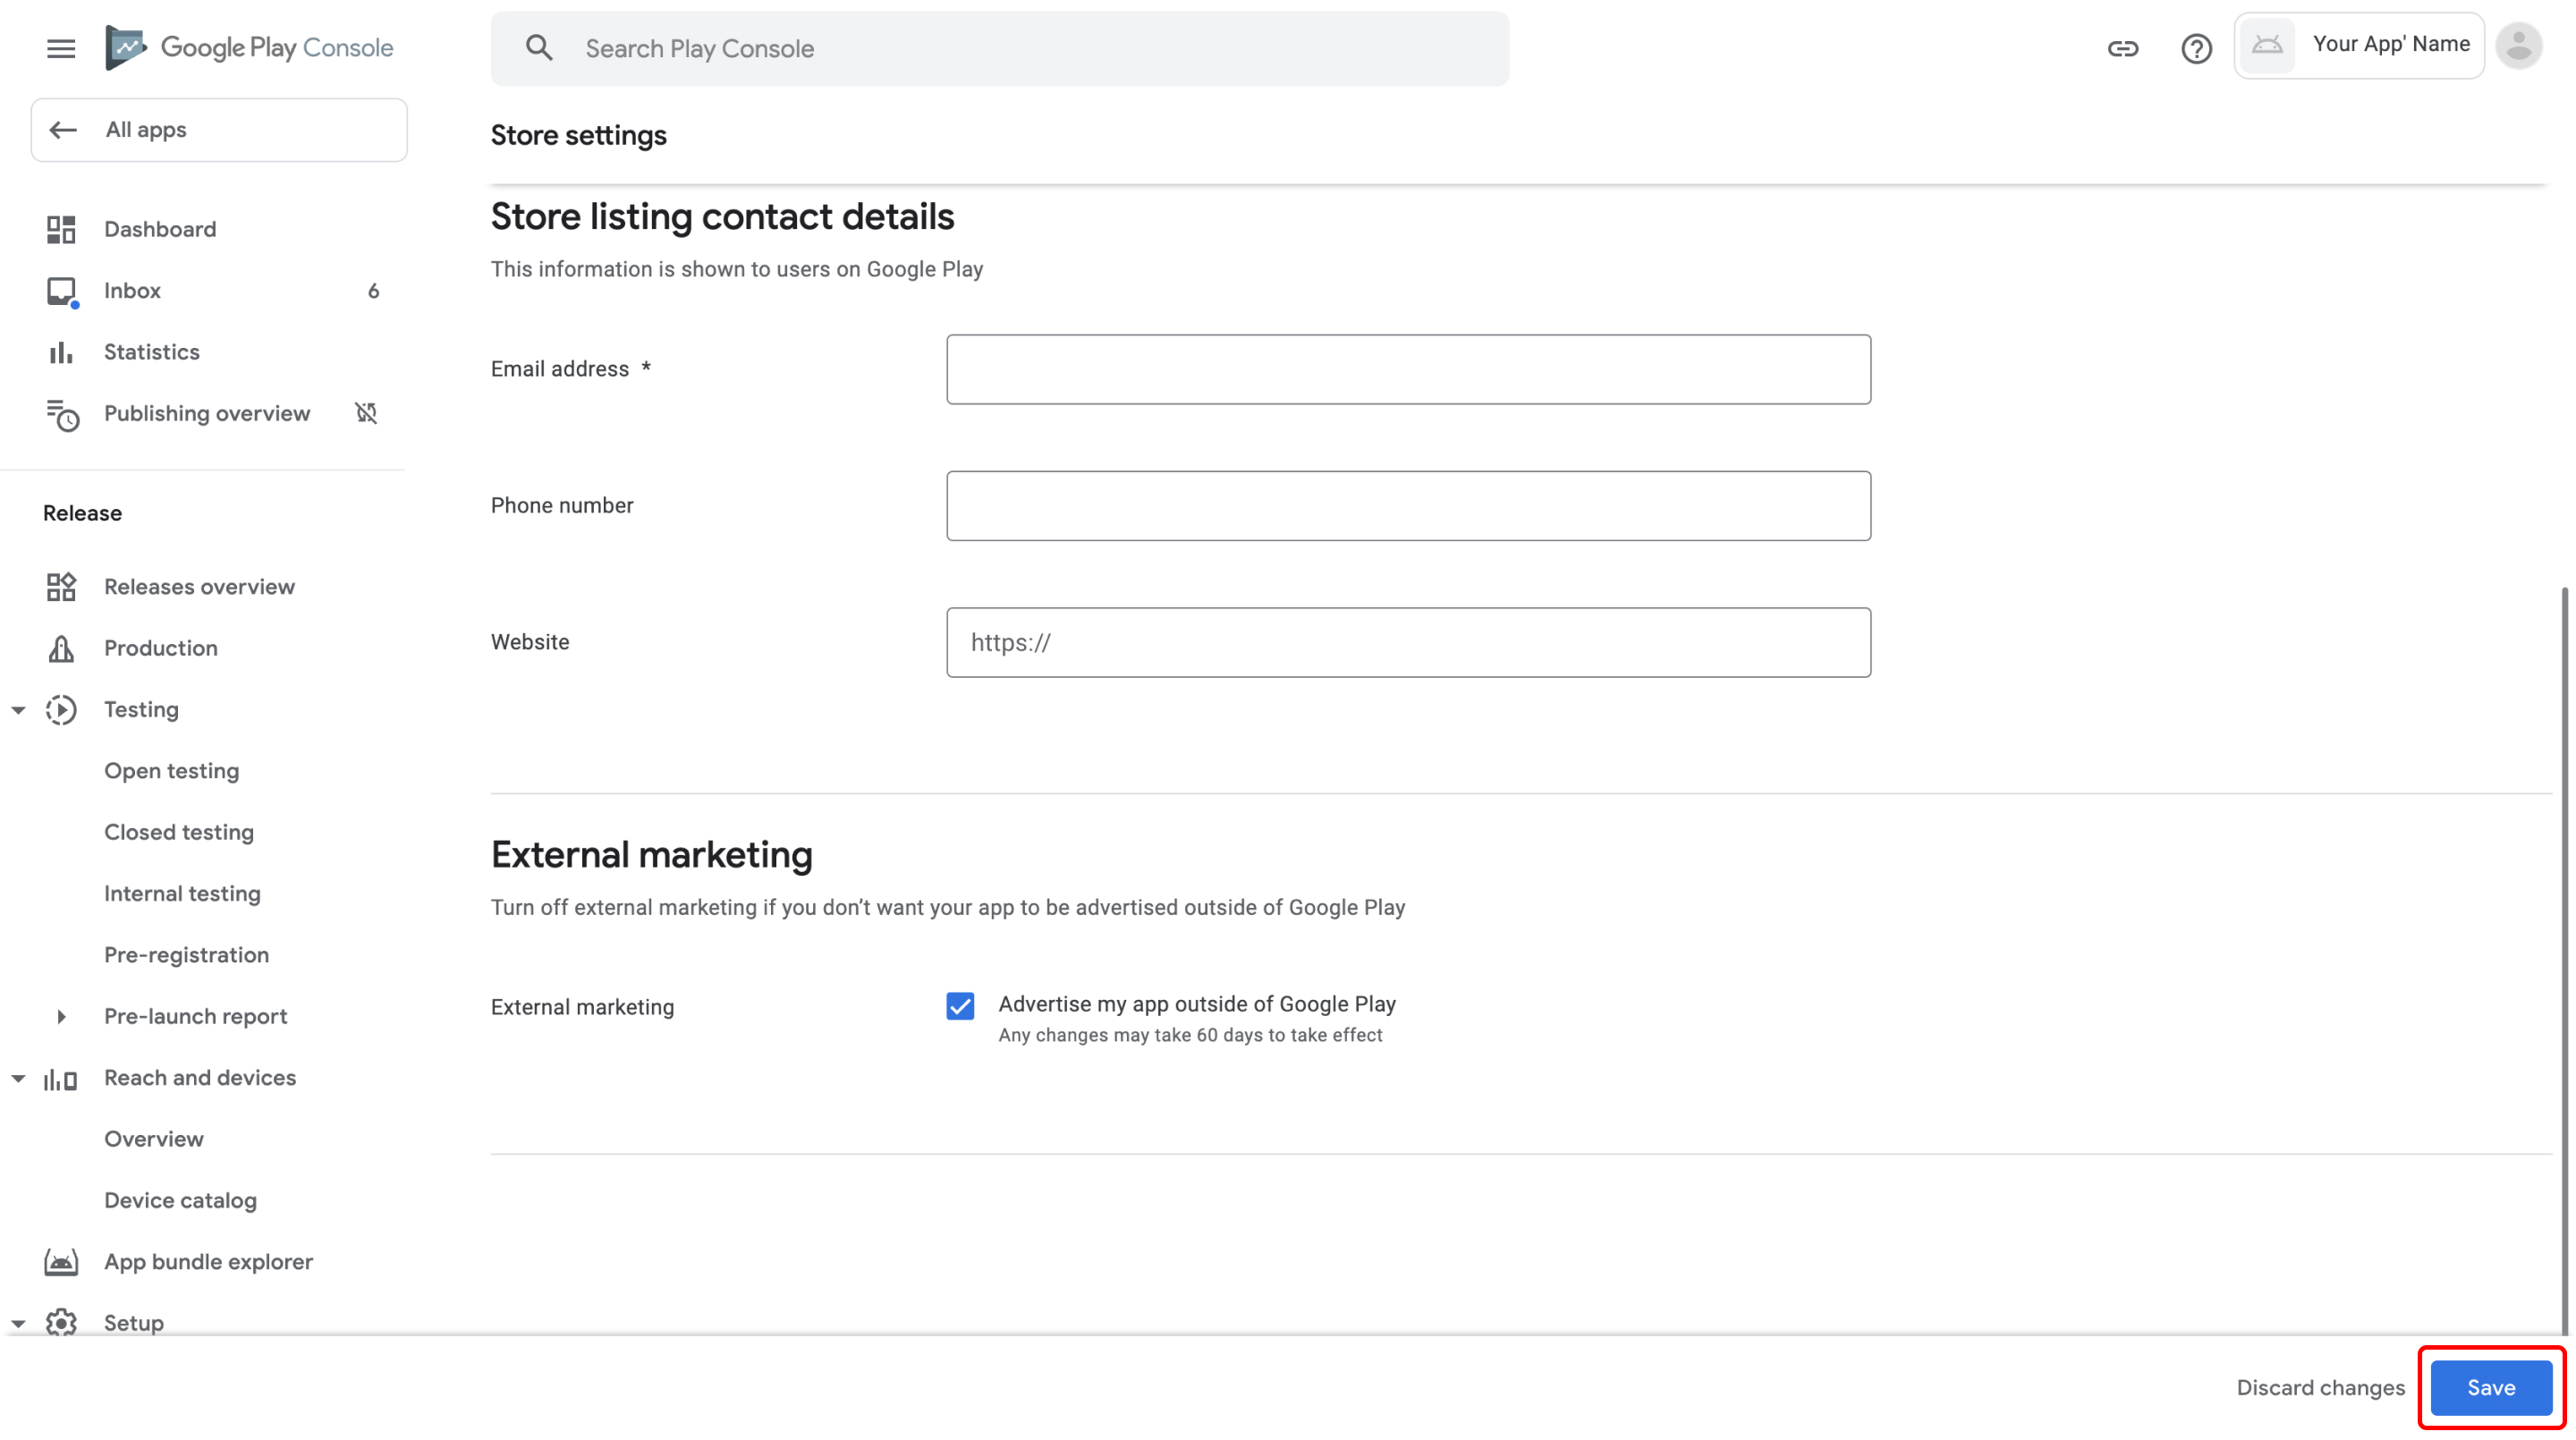 Google Play Console
Search Play Console
Your App' Name
All apps
Store settings
Dashboard
Inbox 6
Statistics
Publishing overview
Release
Releases overview
Production
Testing
Open testing
Closed testing
Internal testing
Pre-registration
Pre-launch report
Reach and devices
Overview
Device catalog
App bundle explorer
Setup
Store listing contact details
This information is shown to users on Google Play
Email address *
Phone number
Website https://
External marketing
Turn off external marketing if you don’t want your app to be advertised outside of Google Play
External marketing
Advertise my app outside of Google Play
Any changes may take 60 days to take effect
Discard changes
Save